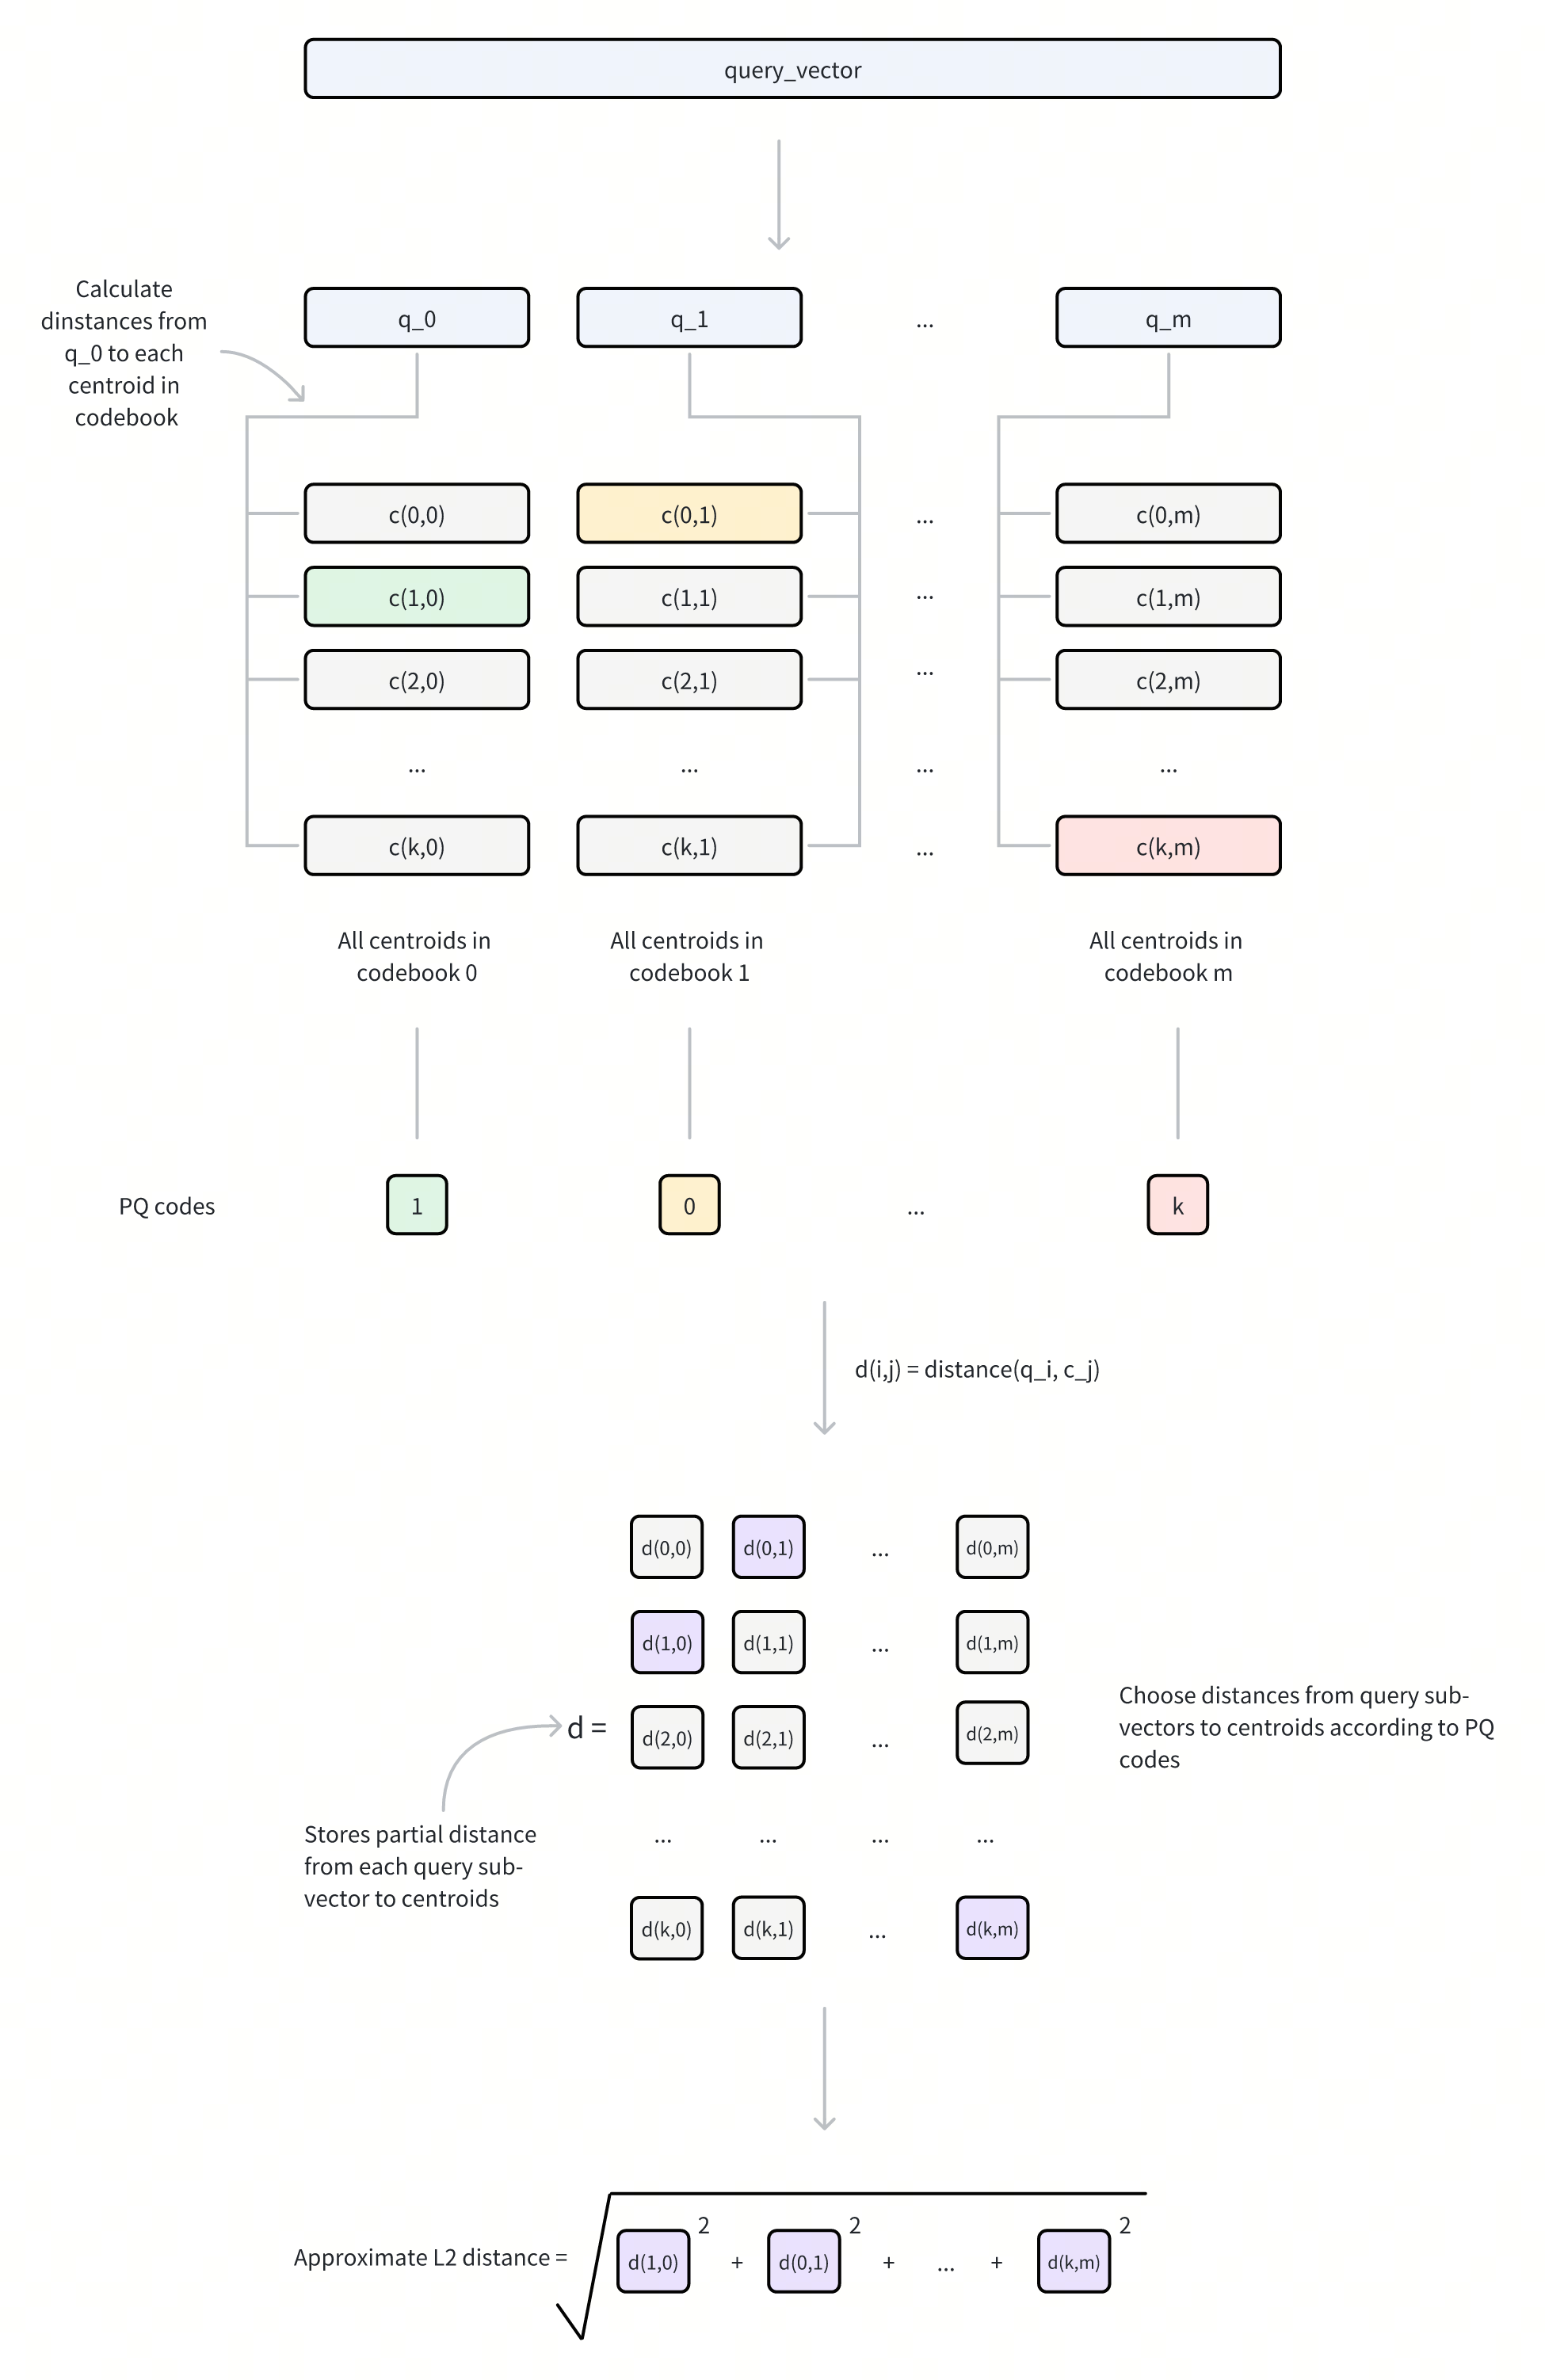 query_vector
Calculate
dinstances from
q_0 to each
centroid in
codebook
q_0 q_1 ... q_m
c(0,0) c(0,1) ... c(0,m)
c(1,0) c(1,1) ... c(1,m)
c(2,0) c(2,1) ... c(2,m)
... ... ... ...
c(k,0) c(k,1) ... c(k,m)
All centroids in
codebook 0
All centroids in
codebook 1
All centroids in
codebook m
PQ codes 1 0 ... k
d(i,j) = distance(q_i, c_j)
d(0,0) d(0,1) ... d(0,m)
d(1,0) d(1,1) ... d(1,m)
d = d(2,0) d(2,1) ... d(2,m)
... ... ... ...
d(k,0) d(k,1) ... d(k,m)
Choose distances from query sub-
vectors to centroids according to PQ
codes
Stores partial distance
from each query sub-
vector to centroids
Approximate L2 distance = √ d(1,0) 2 + d(0,1) 2 + ... + d(k,m) 2